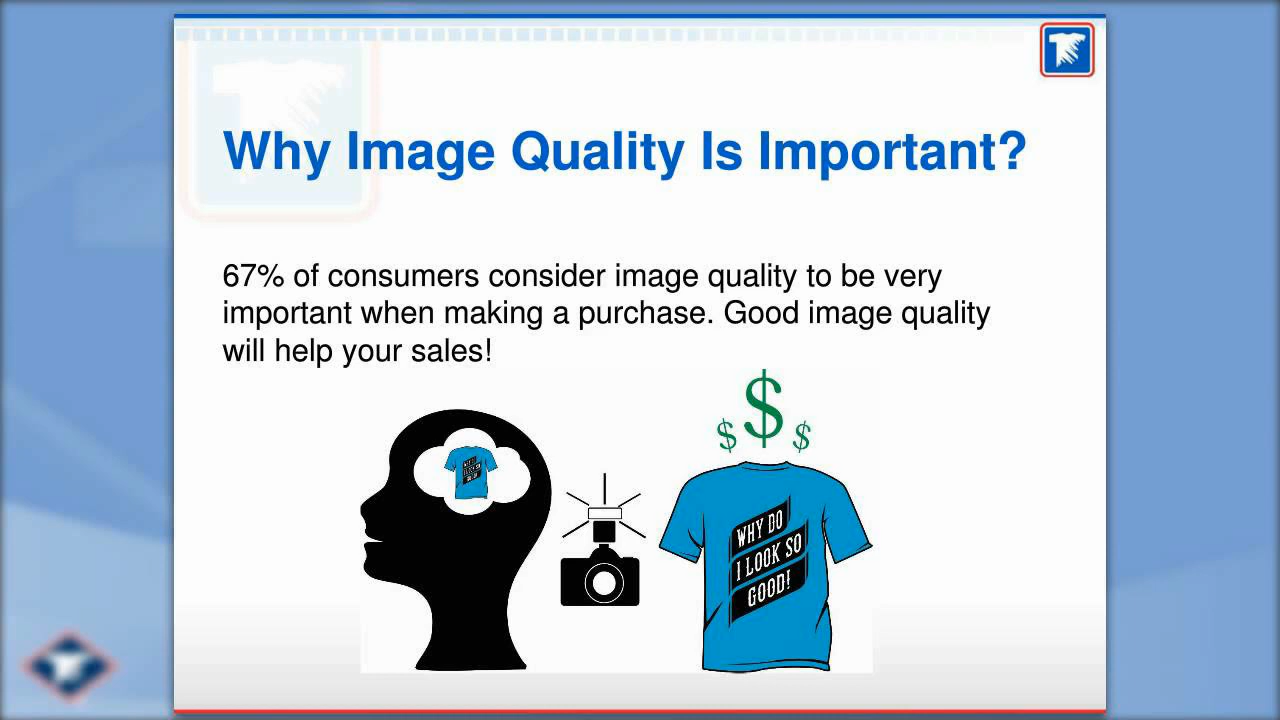 Why Image Quality Is Important?
67% of consumers consider image quality to be very
important when making a purchase. Good image quality
will help your sales!
$ $ $
WHY DO
I LOOK SO
GOOD!